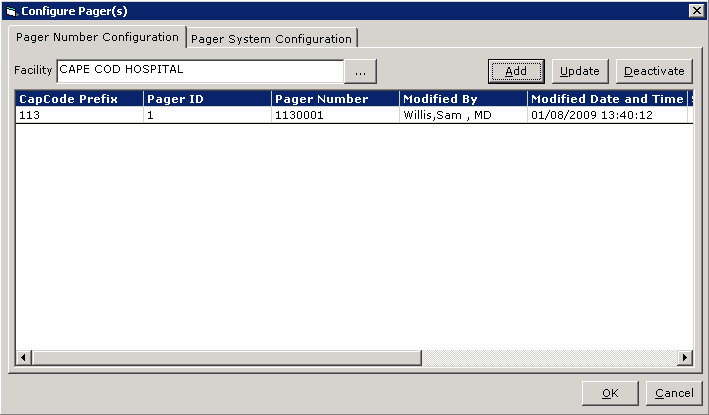 Configure Pager(s)
Pager Number Configuration Pager System Configuration
Facility CAPE COD HOSPITAL ... Add Update Deactivate
CapCode Prefix Pager ID Pager Number Modified By Modified Date and Time
113 1 1130001 Willis,Sam , MD 01/08/2009 13:40:12
OK Cancel